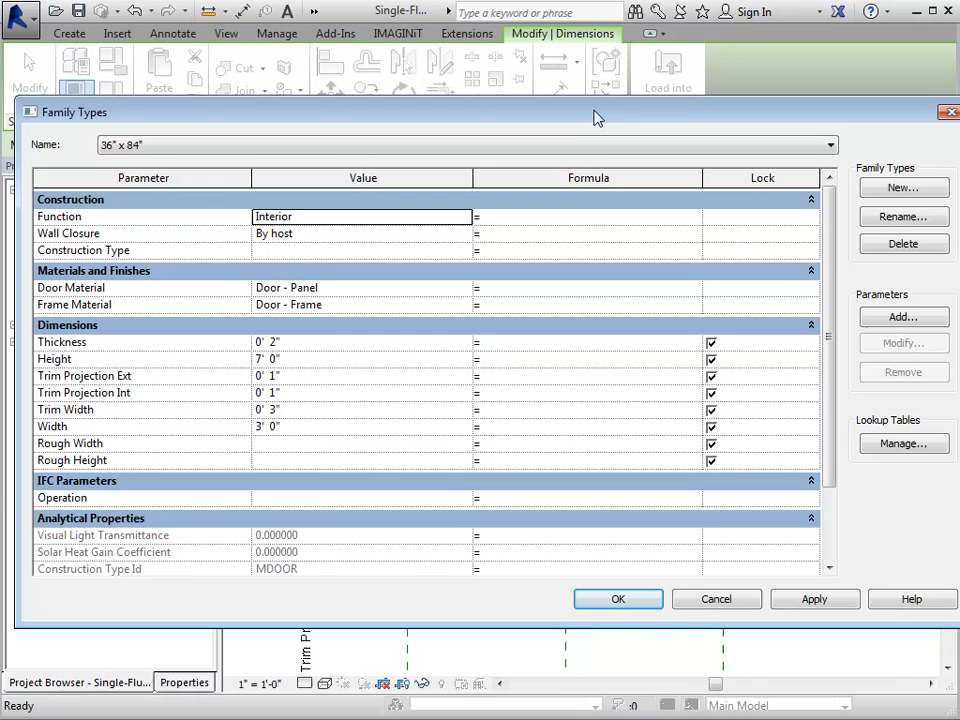 Single-Fl...
Type a keyword or phrase
Sign In
Create
Insert
Annotate
View
Manage
Add-Ins
IMAGINiT
Extensions
Modify | Dimensions
Modify
Paste
Cut
Join
Load into
Family Types
Name:
36" x 84"
Parameter
Value
Formula
Lock
Construction
Function
Interior
=
Wall Closure
By host
=
Construction Type
=
Materials and Finishes
Door Material
Door - Panel
=
Frame Material
Door - Frame
=
Dimensions
Thickness
0' 2"
=
Height
7' 0"
=
Trim Projection Ext
0' 1"
=
Trim Projection Int
0' 1"
=
Trim Width
0' 3"
=
Width
3' 0"
=
Rough Width
=
Rough Height
=
IFC Parameters
Operation
=
Analytical Properties
Visual Light Transmittance
0.000000
=
Solar Heat Gain Coefficient
0.000000
=
Construction Type Id
MDOOR
=
Family Types
New...
Rename...
Delete
Parameters
Add...
Modify...
Remove
Lookup Tables
Manage...
OK
Cancel
Apply
Help
Trim Pr
Project Browser - Single-Flu...
Properties
1" = 1'-0"
Ready
:0
Main Model